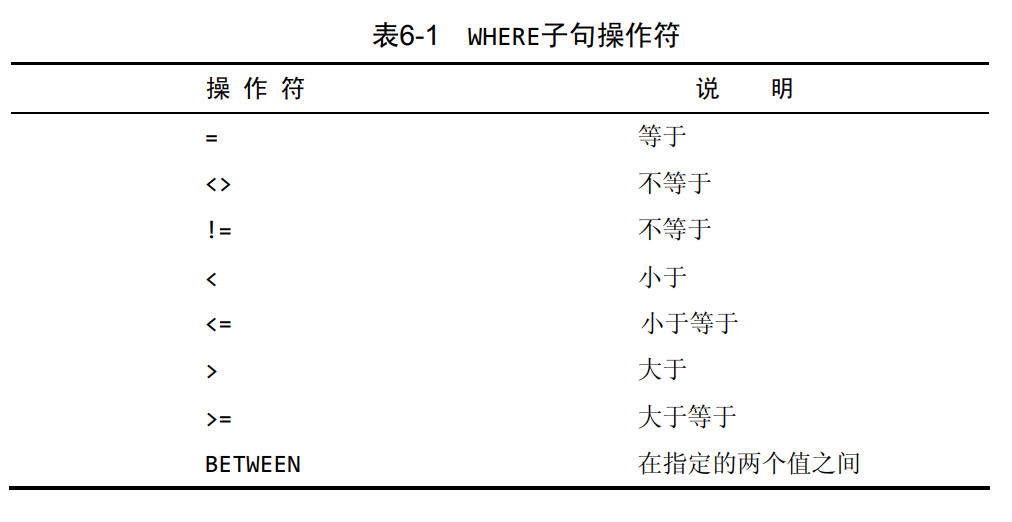 表6-1 WHERE子句操作符
操 作 符 说 明
= 等于
<> 不等于
!= 不等于
< 小于
<= 小于等于
> 大于
>= 大于等于
BETWEEN 在指定的两个值之间